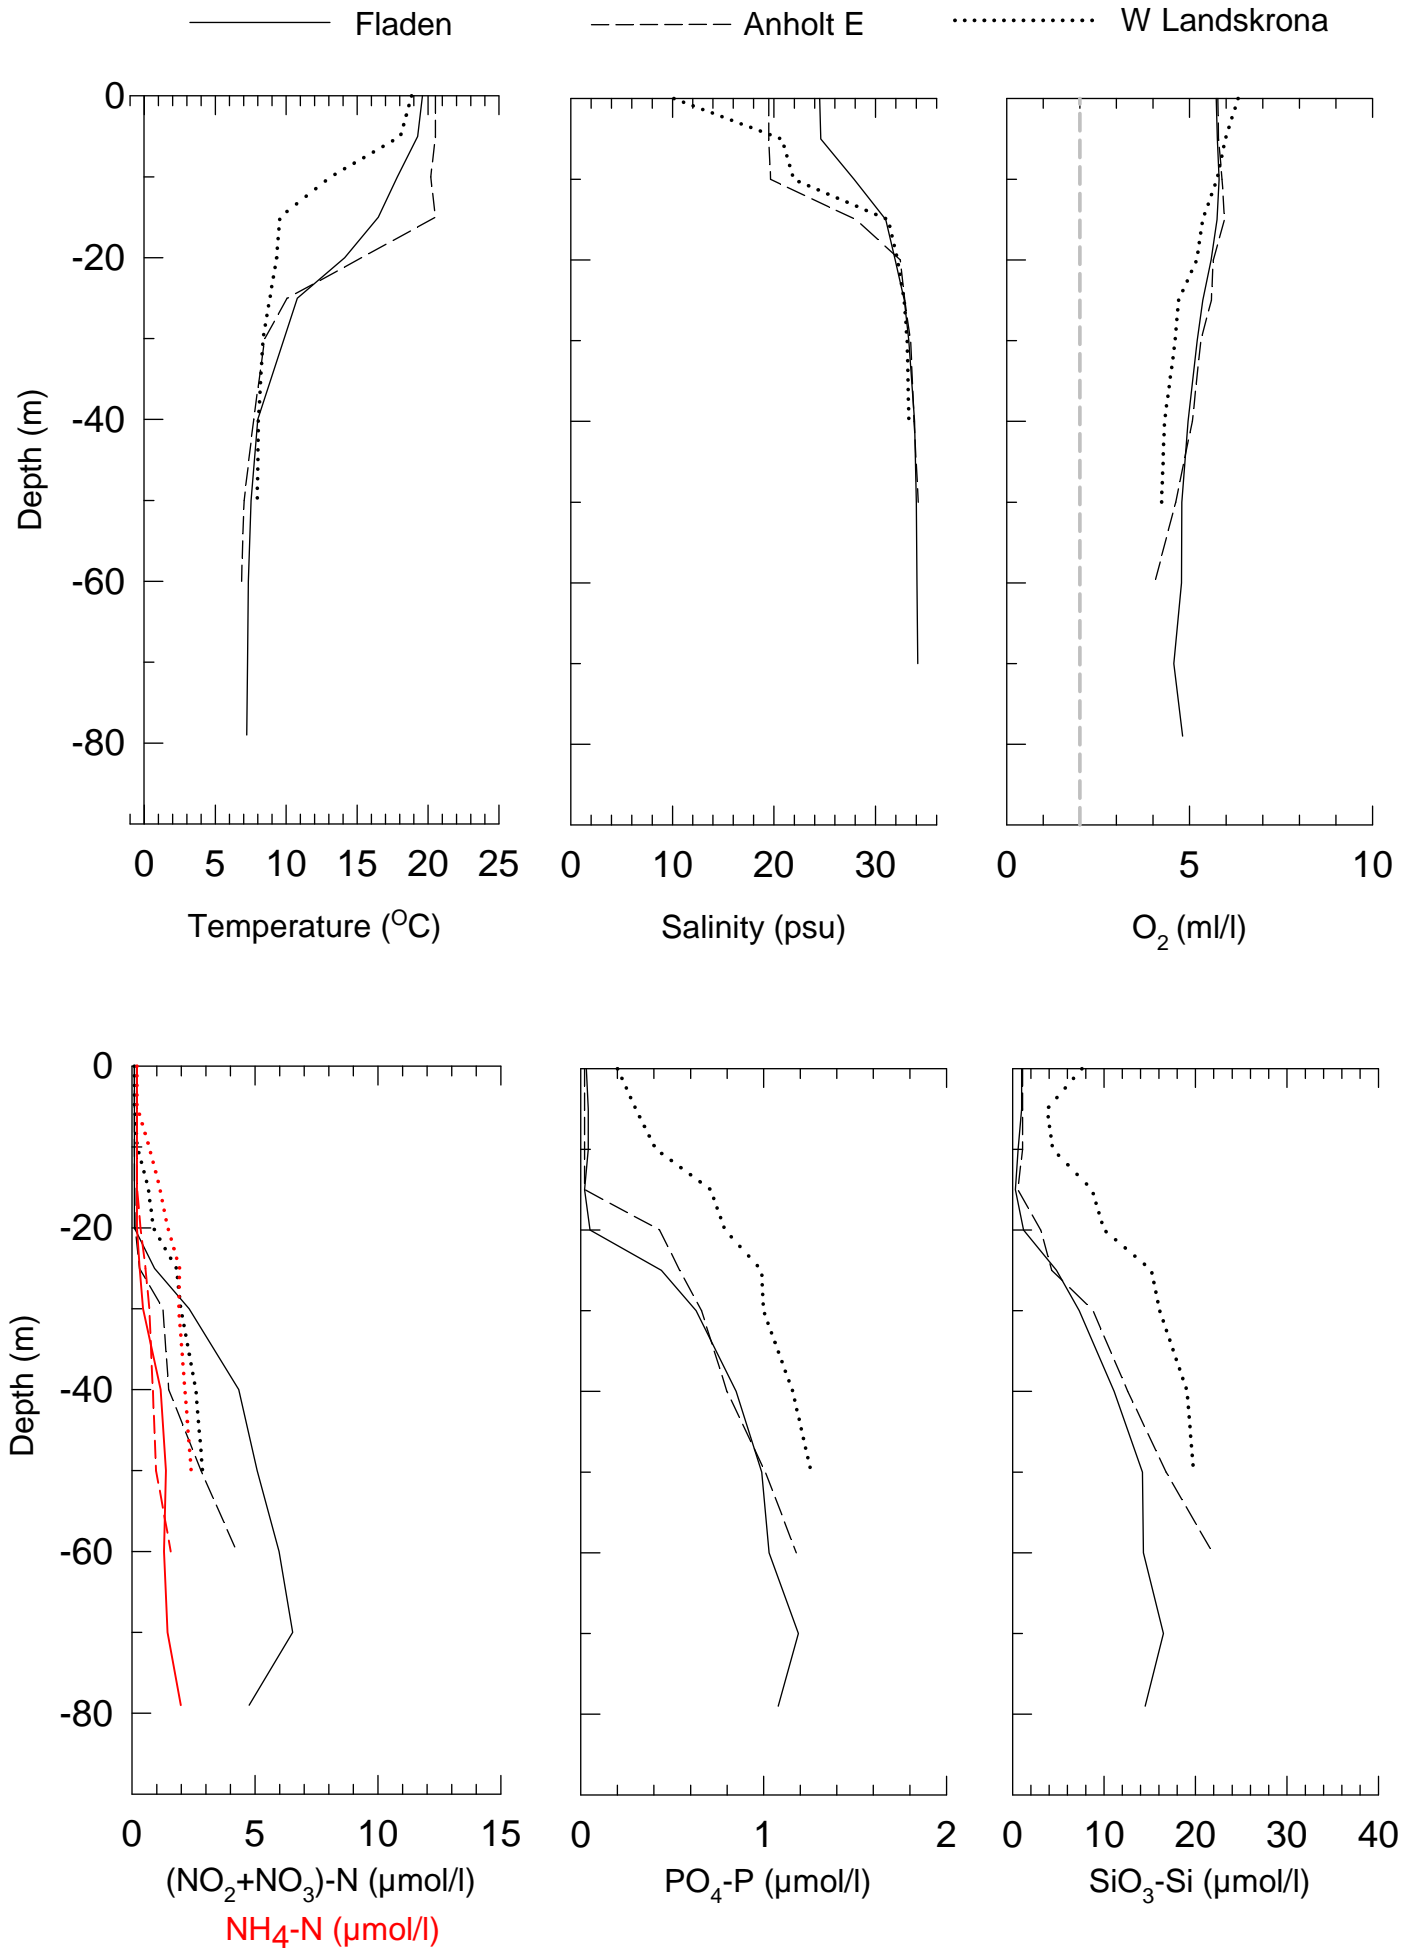 Fladen Anholt E W Landskrona
0
-20
-40
-60
-80
Depth (m)
0 5 10 15 20 25 0 10 20 30 0 5 10
Temperature (°C) Salinity (psu) O₂ (ml/l)
0
-20
-40
-60
-80
Depth (m)
0 5 10 15 0 1 2 0 10 20 30 40
(NO₂+NO₃)-N (µmol/l) PO₄-P (µmol/l) SiO₃-Si (µmol/l)
NH4-N (µmol/l)